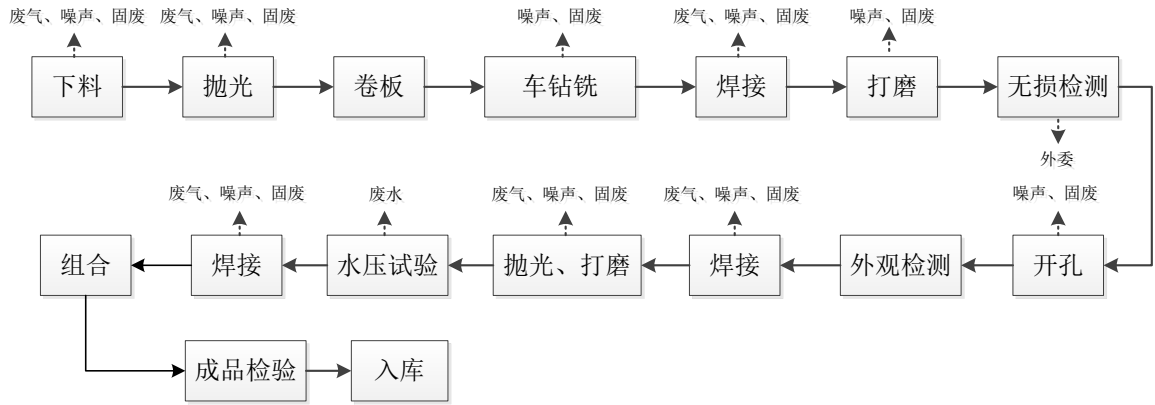 废气、噪声、固废
废气、噪声、固废
噪声、固废
废气、噪声、固废
噪声、固废
下料
抛光
卷板
车钻铣
焊接
打磨
无损检测
外委
废气、噪声、固废
废水
废气、噪声、固废
废气、噪声、固废
噪声、固废
组合
焊接
水压试验
抛光、打磨
焊接
外观检测
开孔
成品检验
入库